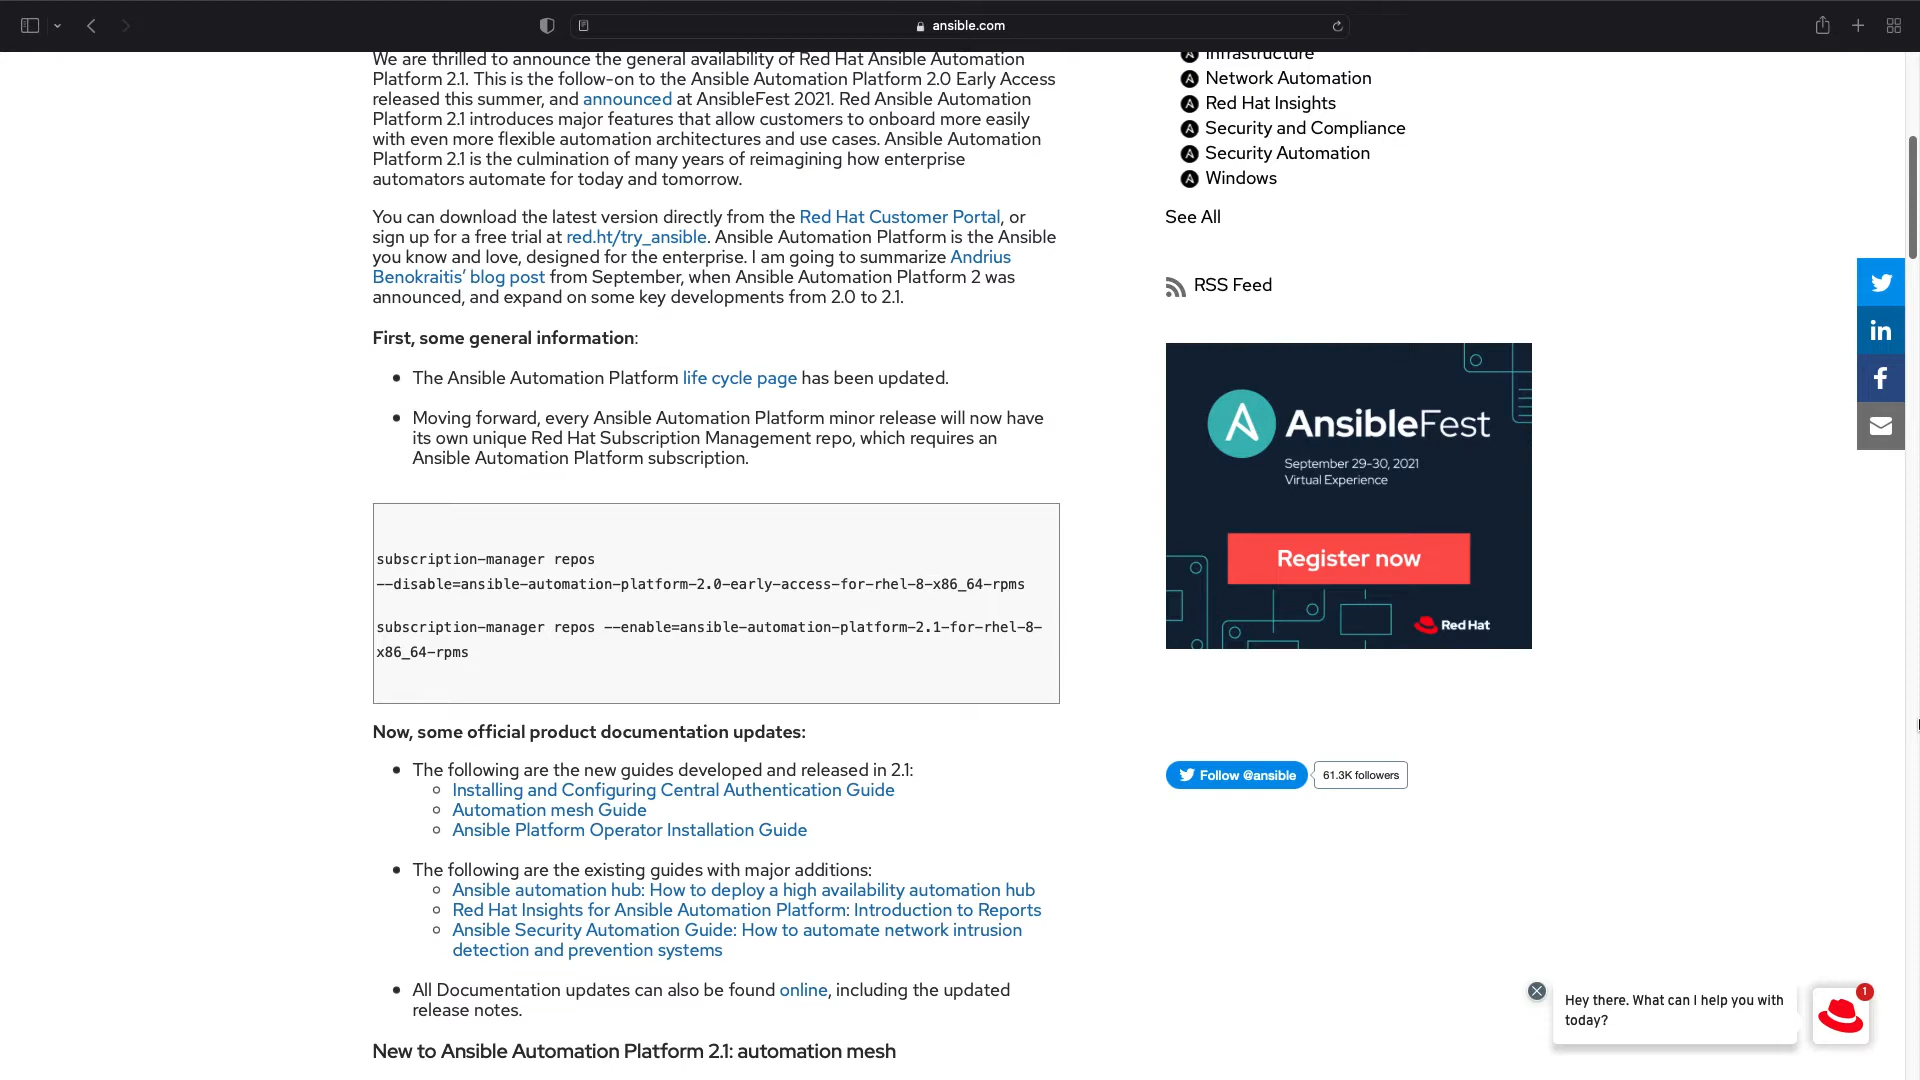 ansible.com
We are thrilled to announce the general availability of Red Hat Ansible Automation
Platform 2.1. This is the follow-on to the Ansible Automation Platform 2.0 Early Access
released this summer, and announced at AnsibleFest 2021. Red Ansible Automation
Platform 2.1 introduces major features that allow customers to onboard more easily
with even more flexible automation architectures and use cases. Ansible Automation
Platform 2.1 is the culmination of many years of reimagining how enterprise
automators automate for today and tomorrow.
You can download the latest version directly from the Red Hat Customer Portal, or
sign up for a free trial at red.ht/try_ansible. Ansible Automation Platform is the Ansible
you know and love, designed for the enterprise. I am going to summarize Andrius
Benokraitis’ blog post from September, when Ansible Automation Platform 2 was
announced, and expand on some key developments from 2.0 to 2.1.
First, some general information:
The Ansible Automation Platform life cycle page has been updated.
Moving forward, every Ansible Automation Platform minor release will now have
its own unique Red Hat Subscription Management repo, which requires an
Ansible Automation Platform subscription.
subscription-manager repos
--disable=ansible-automation-platform-2.0-early-access-for-rhel-8-x86_64-rpms
subscription-manager repos --enable=ansible-automation-platform-2.1-for-rhel-8-
x86_64-rpms
Now, some official product documentation updates:
The following are the new guides developed and released in 2.1:
Installing and Configuring Central Authentication Guide
Automation mesh Guide
Ansible Platform Operator Installation Guide
The following are the existing guides with major additions:
Ansible automation hub: How to deploy a high availability automation hub
Red Hat Insights for Ansible Automation Platform: Introduction to Reports
Ansible Security Automation Guide: How to automate network intrusion
detection and prevention systems
All Documentation updates can also be found online, including the updated
release notes.
New to Ansible Automation Platform 2.1: automation mesh
Infrastructure
Network Automation
Red Hat Insights
Security and Compliance
Security Automation
Windows
See All
RSS Feed
AnsibleFest
September 29-30, 2021
Virtual Experience
Register now
Red Hat
Follow @ansible
61.3K followers
Hey there. What can I help you with
today?
1